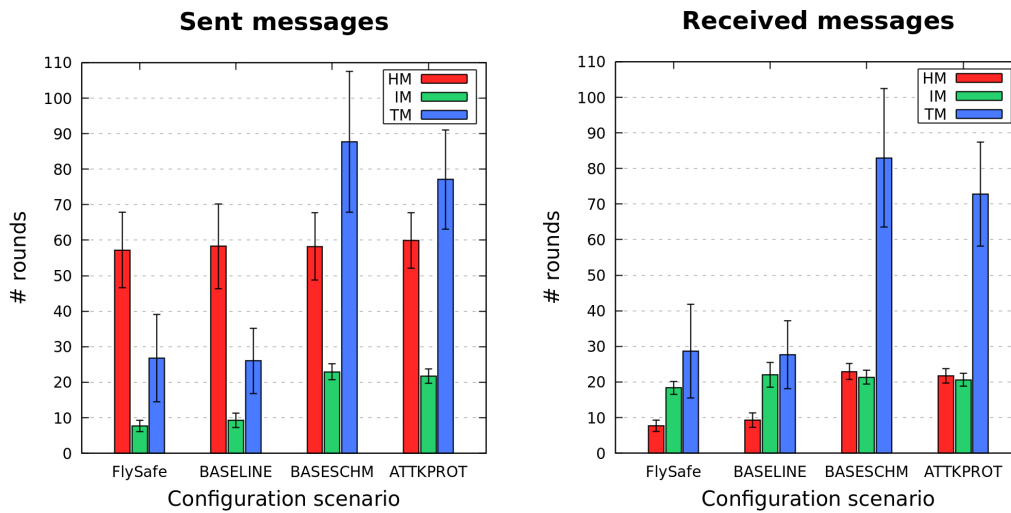 Sent messages
110
100
90
80
70
60
50
40
30
20
10
0
# rounds
HM
IM
TM
FlySafe BASELINE BASESCHM ATTKPROT
Configuration scenario
Received messages
110
100
90
80
70
60
50
40
30
20
10
0
# rounds
HM
IM
TM
FlySafe BASELINE BASESCHM ATTKPROT
Configuration scenario